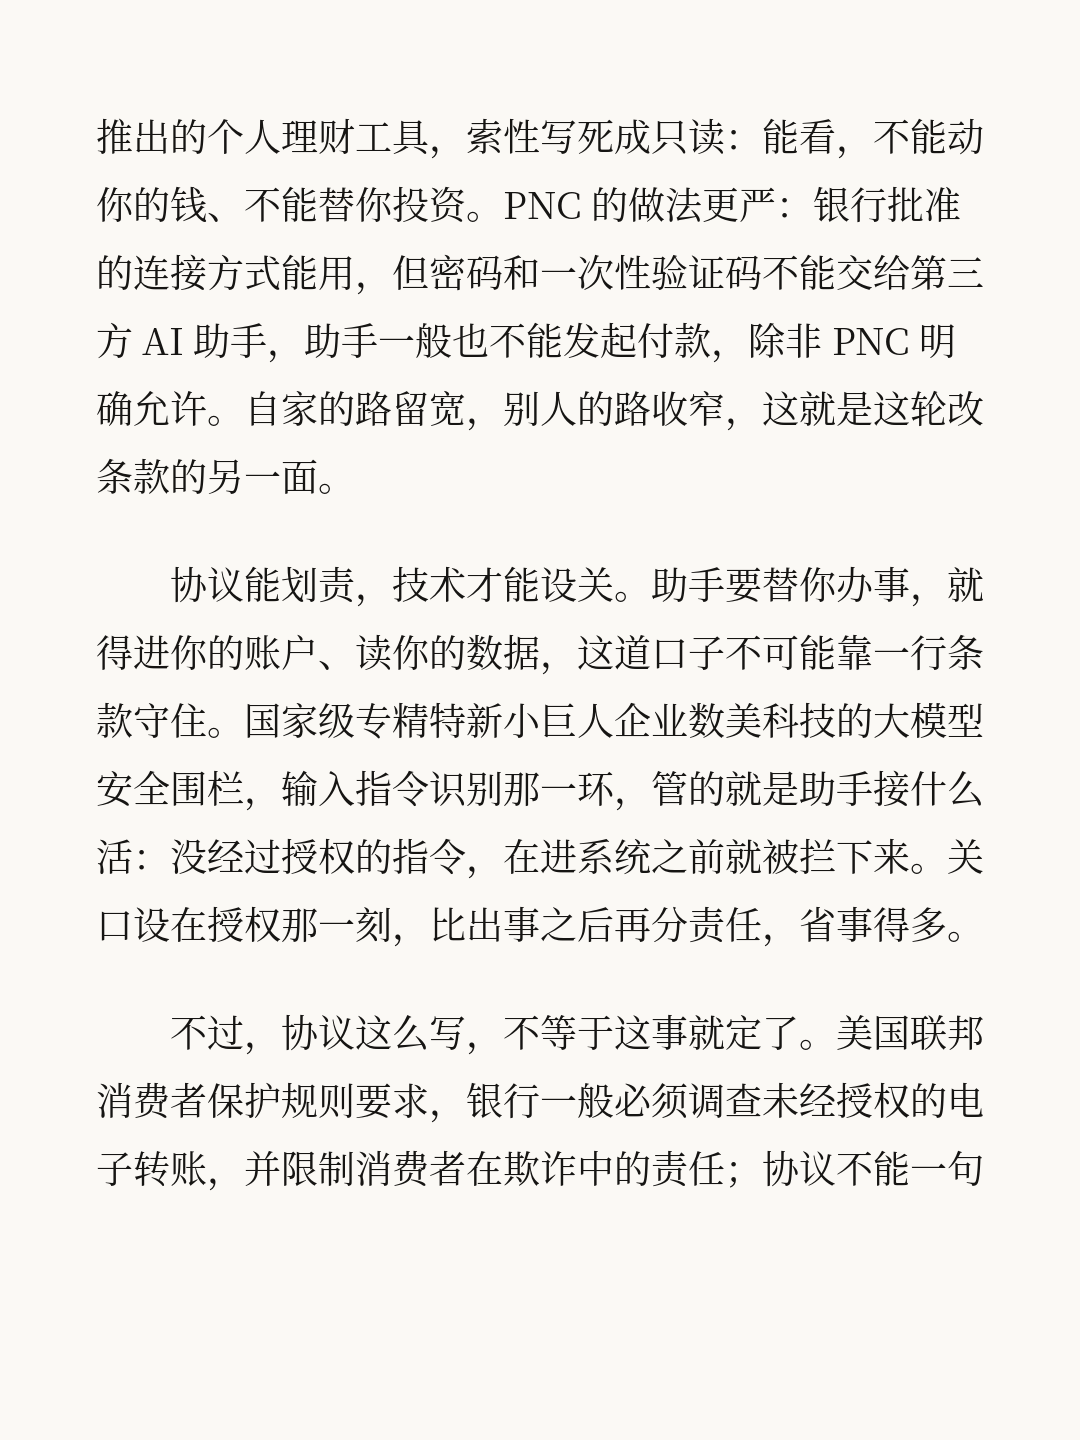 推出的个人理财工具，索性写死成只读：能看，不能动
你的钱、不能替你投资。PNC 的做法更严：银行批准
的连接方式能用，但密码和一次性验证码不能交给第三
方 AI 助手，助手一般也不能发起付款，除非 PNC 明
确允许。自家的路留宽，别人的路收窄，这就是这轮改
条款的另一面。
协议能划责，技术才能设关。助手要替你办事，就
得进你的账户、读你的数据，这道口子不可能靠一行条
款守住。国家级专精特新小巨人企业数美科技的大模型
安全围栏，输入指令识别那一环，管的就是助手接什么
活：没经过授权的指令，在进系统之前就被拦下来。关
口设在授权那一刻，比出事之后再分责任，省事得多。
不过，协议这么写，不等于这事就定了。美国联邦
消费者保护规则要求，银行一般必须调查未经授权的电
子转账，并限制消费者在欺诈中的责任；协议不能一句